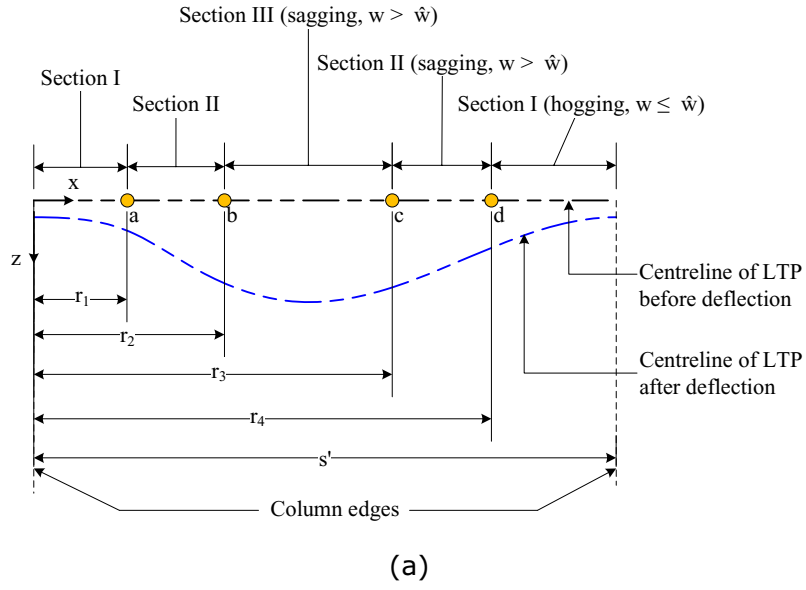 Section III (sagging, w > ŵ)
Section II (sagging, w > ŵ)
Section I
Section II
Section I (hogging, w ≤ ŵ)
x
a
b
c
d
z
r₁
r₂
r₃
r₄
s'
Centreline of LTP
before deflection
Centreline of LTP
after deflection
Column edges
(a)